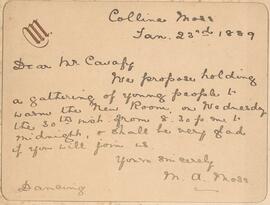 M.
Colline Moss
Jan. 23rd 1889
Dear Mr Cavafy
We propose holding
a gathering of young people to
warm the New Room, on Wednesday
the 30th inst. from 8.30 p.m to
midnight, & shall be very glad
if you will join us
Yours sincerely
M. A. Moss
Dancing